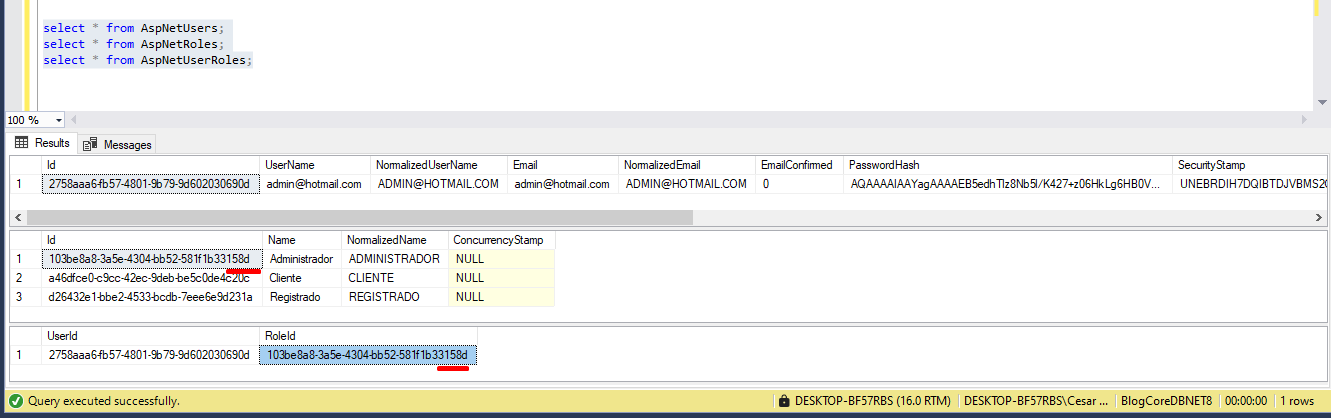 select * from AspNetUsers;
select * from AspNetRoles;
select * from AspNetUserRoles;
100 %
Results Messages
Id UserName NormalizedUserName Email NormalizedEmail EmailConfirmed PasswordHash SecurityStamp
1 2758aaa6-fb57-4801-9b79-9d602030690d admin@hotmail.com ADMIN@HOTMAIL.COM admin@hotmail.com ADMIN@HOTMAIL.COM 0 AQAAAAIAAYagAAAAEB5edhTlz8Nb5l/K427+z06HkLg6HB0V... UNEBRDIH7DQIBTDJVBMS2
Id Name NormalizedName ConcurrencyStamp
1 103be8a8-3a5e-4304-bb52-581f1b33158d Administrador ADMINISTRADOR NULL
2 a46dfce0-c9cc-42ec-9deb-be5c0de4c20c Cliente CLIENTE NULL
3 d26432e1-bbe2-4533-bcdb-7eee6e9d231a Registrado REGISTRADO NULL
UserId RoleId
1 2758aaa6-fb57-4801-9b79-9d602030690d 103be8a8-3a5e-4304-bb52-581f1b33158d
Query executed successfully. DESKTOP-BF57RBS (16.0 RTM) DESKTOP-BF57RBS\Cesar ... BlogCoreDBNET8 00:00:00 1 rows